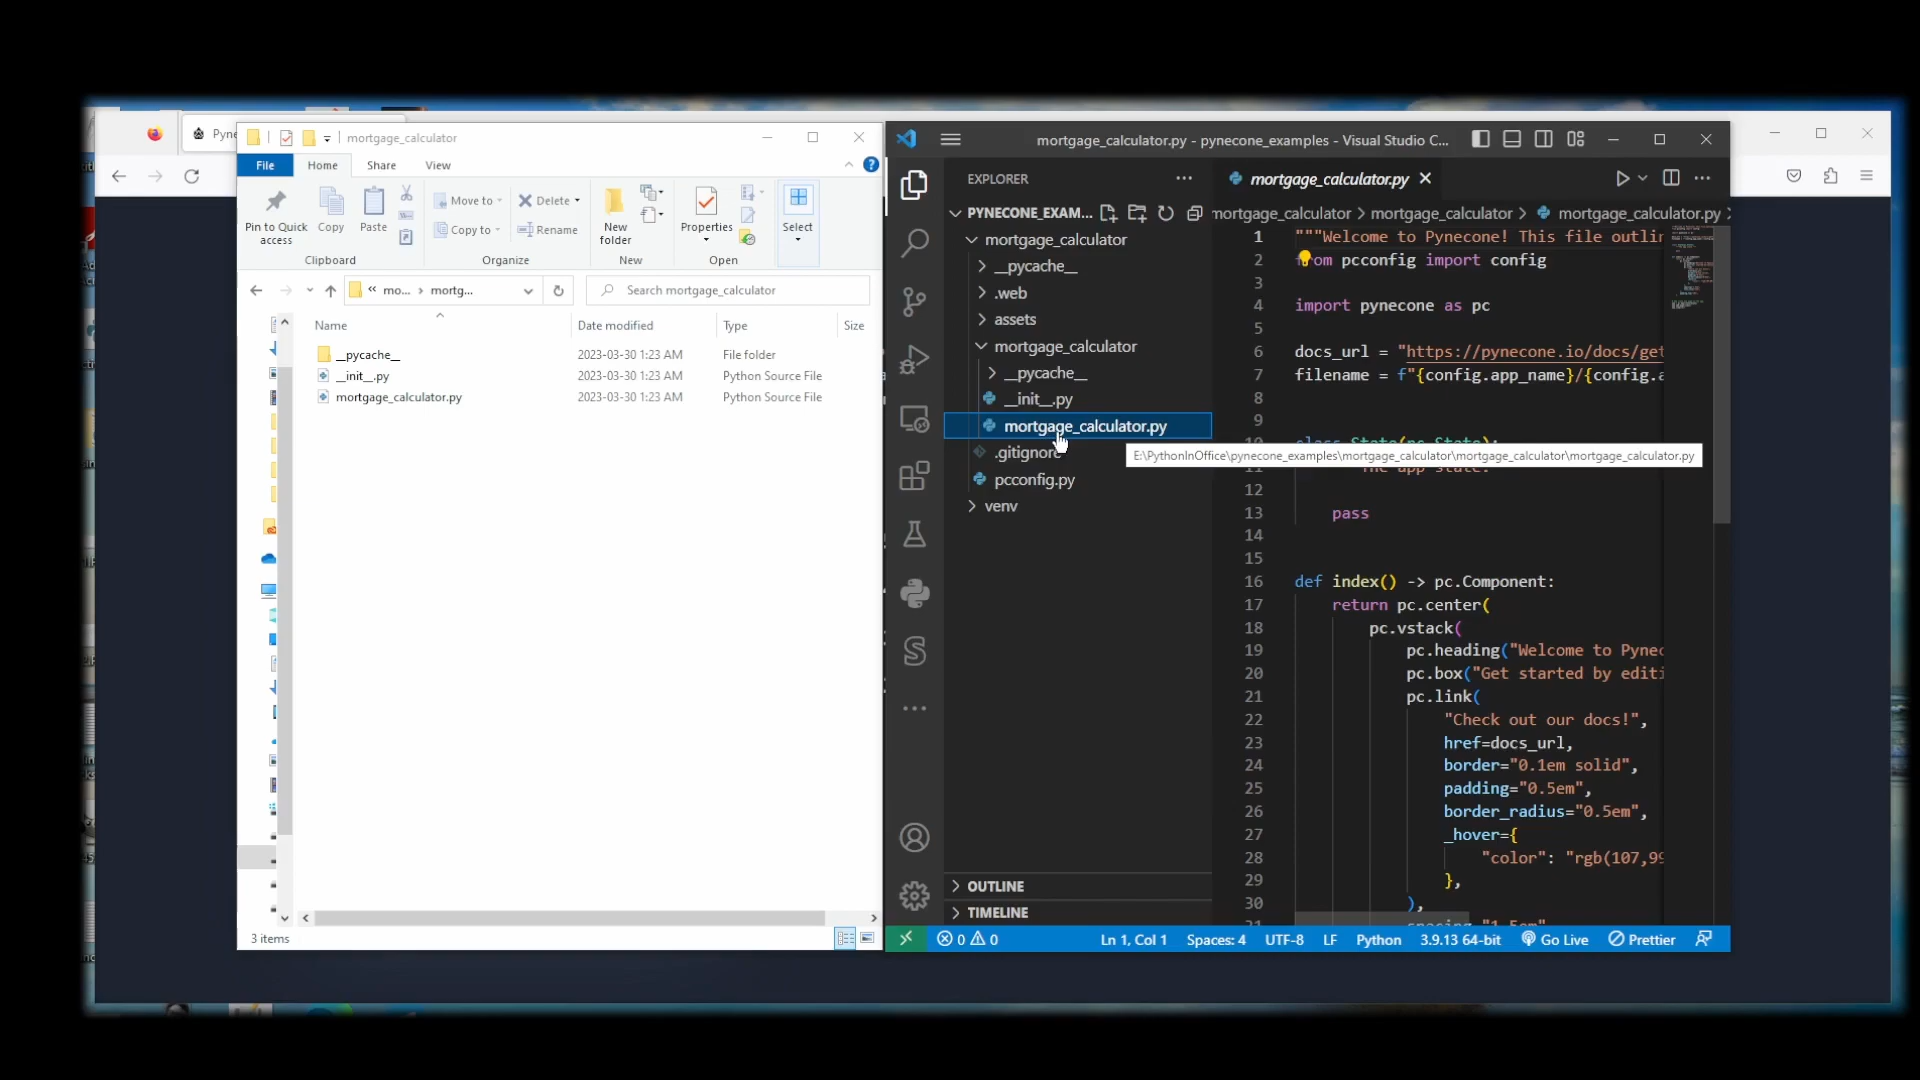 Pyne
mortgage_calculator
File
Home
Share
View
Pin to Quick access
Copy
Paste
Clipboard
Move to
Copy to
Delete
Rename
Organize
New folder
New
Properties
Open
Select
mo...
mortg...
Search mortgage_calculator
Name
Date modified
Type
Size
__pycache__ 2023-03-30 1:23 AM File folder
__init__.py 2023-03-30 1:23 AM Python Source File
mortgage_calculator.py 2023-03-30 1:23 AM Python Source File
3 items
mortgage_calculator.py - pynecone_examples - Visual Studio C...
EXPLORER
PYNECONE_EXAM...
mortgage_calculator
__pycache__
.web
assets
mortgage_calculator
__pycache__
__init__.py
mortgage_calculator.py
.gitignore
pcconfig.py
venv
OUTLINE
TIMELINE
mortgage_calculator.py
mortgage_calculator > mortgage_calculator > mortgage_calculator.py >
1 """Welcome to Pynecone! This file outlin
2 from pcconfig import config
3
4 import pynecone as pc
5
6 docs_url = "https://pynecone.io/docs/get
7 filename = f"{config.app_name}/{config.a
8
9
10 class State(pc.State):
E:\PythonInOffice\pynecone_examples\mortgage_calculator\mortgage_calculator\mortgage_calculator.py
11 """The app state."""
12
13 pass
14
15
16 def index() -> pc.Component:
17 return pc.center(
18 pc.vstack(
19 pc.heading("Welcome to Pynec
20 pc.box("Get started by editi
21 pc.link(
22 "Check out our docs!",
23 href=docs_url,
24 border="0.1em solid",
25 padding="0.5em",
26 border_radius="0.5em",
27 _hover={
28 "color": "rgb(107,99
29 },
30 ),
31 spacing="1.5em",
0 0
Ln 1, Col 1
Spaces: 4
UTF-8
LF
Python
3.9.13 64-bit
Go Live
Prettier